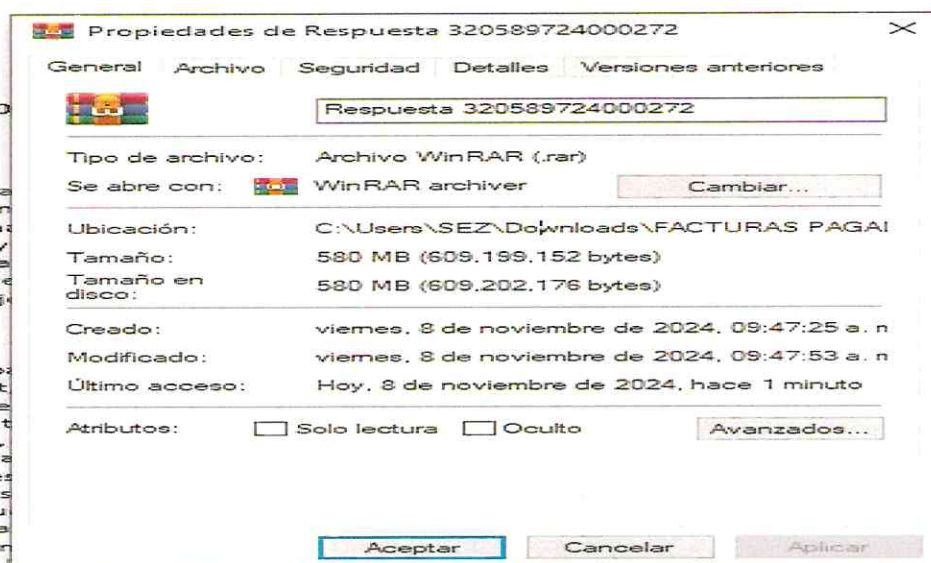 Propiedades de Respuesta 320589724000272
General Archivo Seguridad Detalles Versiones anteriores
Respuesta 320589724000272
Tipo de archivo: Archivo WinRAR (.rar)
Se abre con: WinRAR archiver Cambiar...
Ubicación: C:\Users\SEZ\Downloads\FACTURAS PAGA
Tamaño: 580 MB (609.199.152 bytes)
Tamaño en
disco: 580 MB (609.202.176 bytes)
Creado: viernes, 8 de noviembre de 2024, 09:47:25 a. n
Modificado: viernes, 8 de noviembre de 2024, 09:47:53 a. n
Último acceso: Hoy, 8 de noviembre de 2024, hace 1 minuto
Atributos: Solo lectura Oculto Avanzados...
Aceptar Cancelar Aplicar